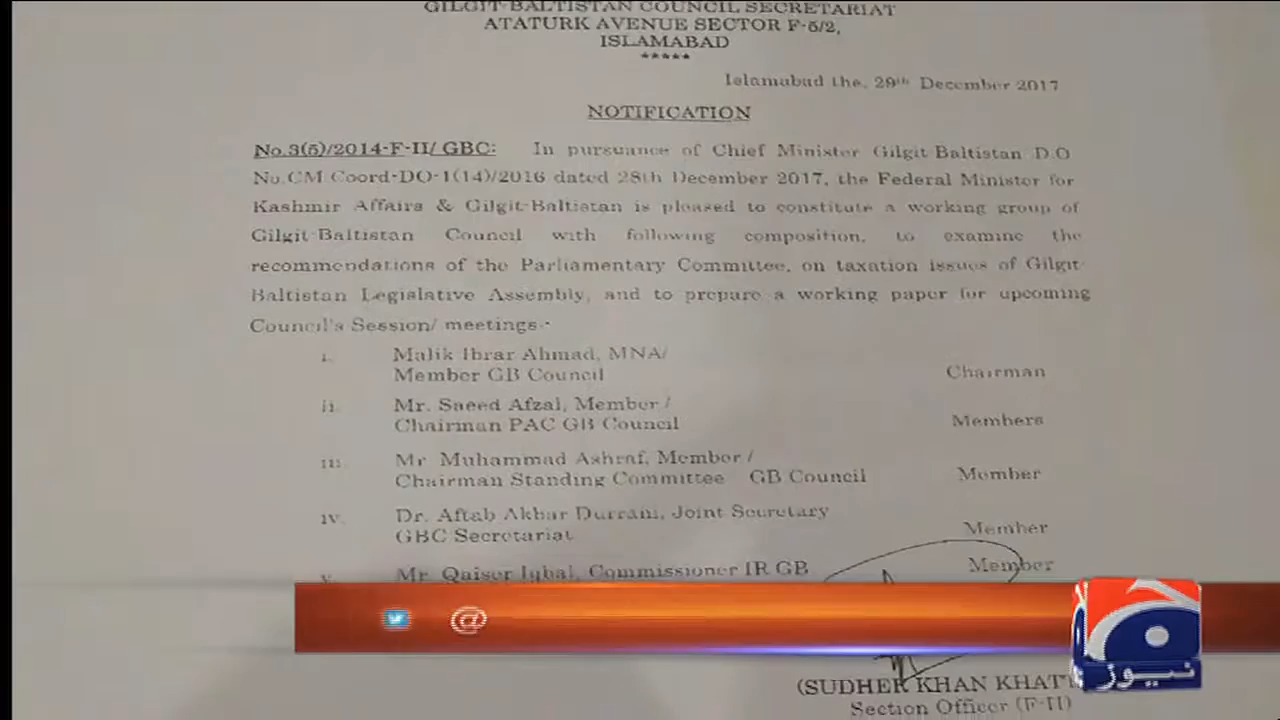 GILGIT-BALTISTAN COUNCIL SECRETARIAT
ATATURK AVENUE SECTOR F-5/2,
ISLAMABAD
*****
Islamabad the, 29th December 2017
NOTIFICATION
No.3(5)/2014-F-II/ GBC: In pursuance of Chief Minister Gilgit-Baltistan D.O
No.CM Coord-DO-1(14)/2016 dated 28th December 2017, the Federal Minister for
Kashmir Affairs & Gilgit-Baltistan is pleased to constitute a working group of
Gilgit-Baltistan Council with following composition, to examine the
recommendations of the Parliamentary Committee, on taxation issues of Gilgit-
Baltistan Legislative Assembly, and to prepare a working paper for upcoming
Council's Session/ meetings:-
i. Malik Ibrar Ahmad, MNA/
Member GB Council Chairman
ii. Mr. Saeed Afzal, Member /
Chairman PAC GB Council Members
iii. Mr Muhammad Ashraf, Member /
Chairman Standing Committee GB Council Member
iv. Dr. Aftab Akbar Durrani, Joint Secretary
GBC Secretariat Member
v. Mr. Qaiser Iqbal, Commissioner IR GB Member
@
نیوز
(SUDHER KHAN
Section Officer (F-II)